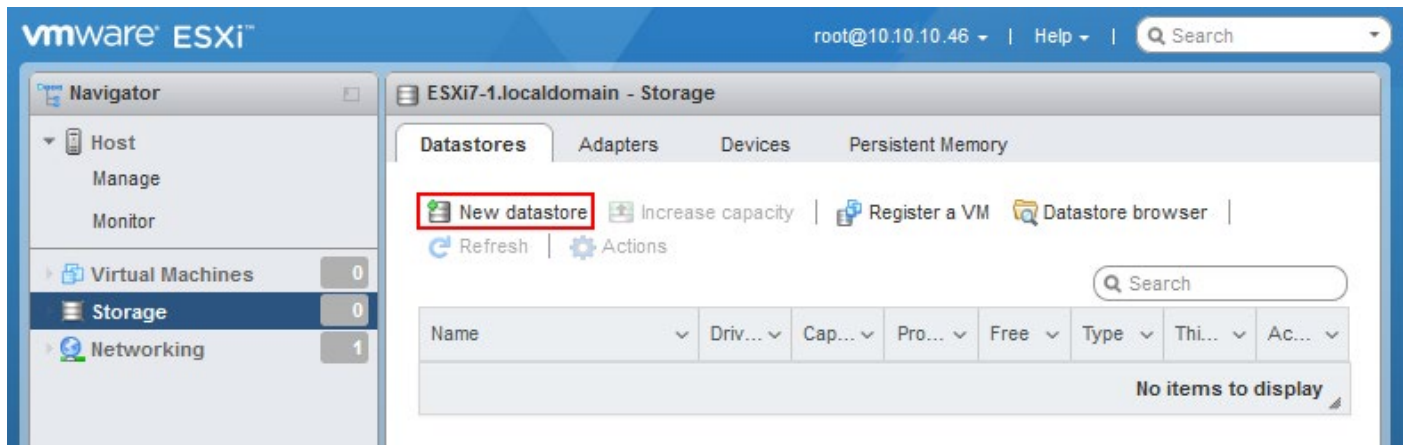 vmware ESXi™
root@10.10.10.46 | Help | Search
Navigator
Host
Manage
Monitor
Virtual Machines 0
Storage 0
Networking 1
ESXi7-1.localdomain - Storage
Datastores Adapters Devices Persistent Memory
New datastore Increase capacity | Register a VM Datastore browser |
Refresh | Actions
Search
Name Driv... Cap... Pro... Free Type Thi... Ac...
No items to display